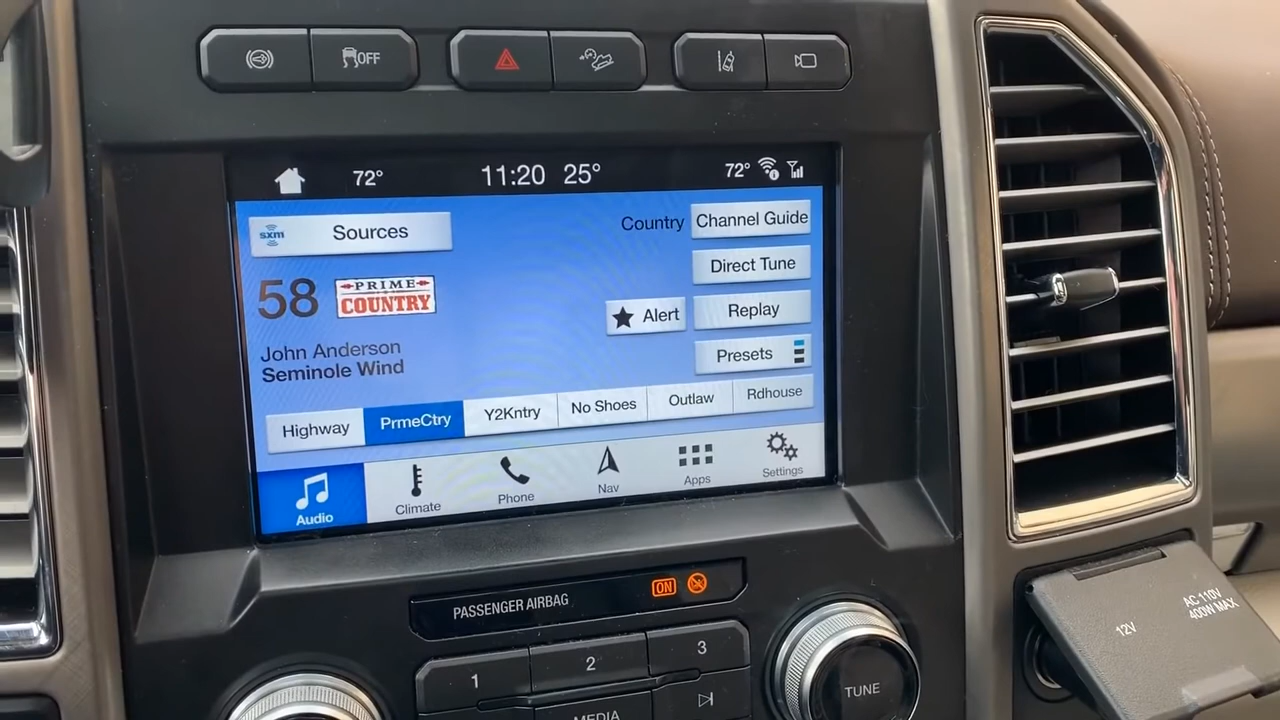 OFF
72° 11:20 25° 72°
sxm Sources
Country Channel Guide
Direct Tune
58 PRIME COUNTRY
Alert Replay
Presets
John Anderson
Seminole Wind
Highway PrmeCtry Y2Kntry No Shoes Outlaw Rdhouse
Audio Climate Phone Nav Apps Settings
PASSENGER AIRBAG ON
1 2 3
MEDIA
TUNE
12V
AC 110V
400W MAX